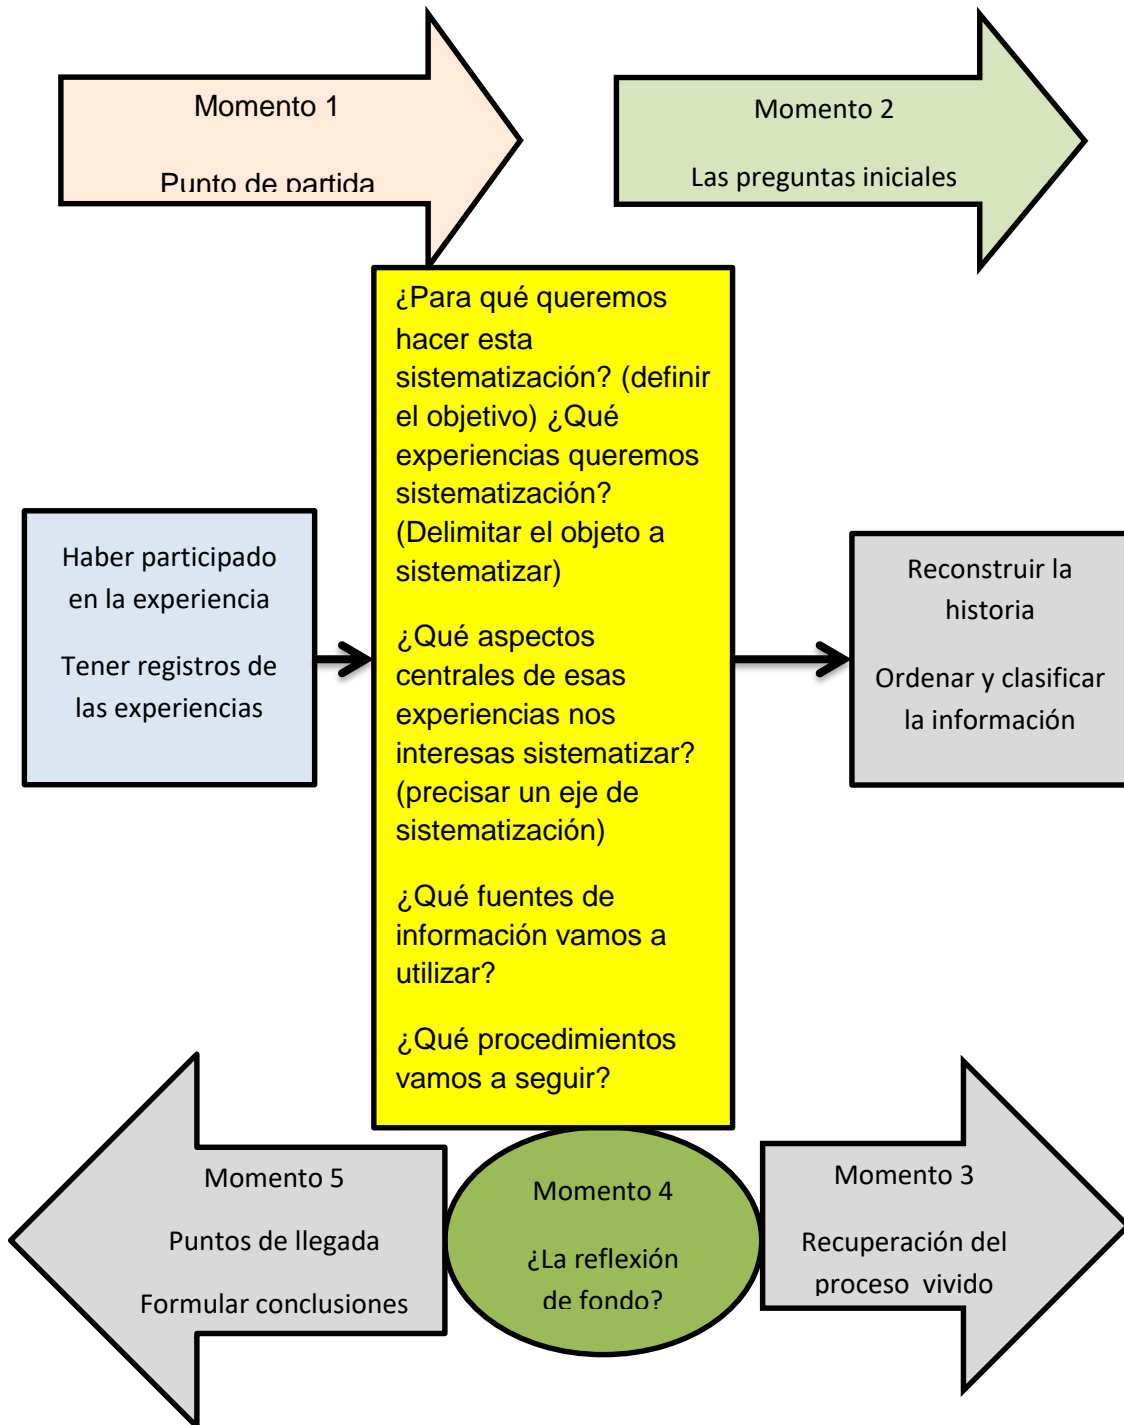 Momento 1
Punto de partida
Momento 2
Las preguntas iniciales
¿Para qué queremos
hacer esta
sistematización? (definir
el objetivo) ¿Qué
experiencias queremos
sistematización?
(Delimitar el objeto a
sistematizar)
¿Qué aspectos
centrales de esas
experiencias nos
interesas sistematizar?
(precisar un eje de
sistematización)
¿Qué fuentes de
información vamos a
utilizar?
¿Qué procedimientos
vamos a seguir?
Haber participado
en la experiencia
Tener registros de
las experiencias
Reconstruir la
historia
Ordenar y clasificar
la información
Momento 5
Puntos de llegada
Formular conclusiones
Momento 4
¿La reflexión
de fondo?
Momento 3
Recuperación del
proceso vivido